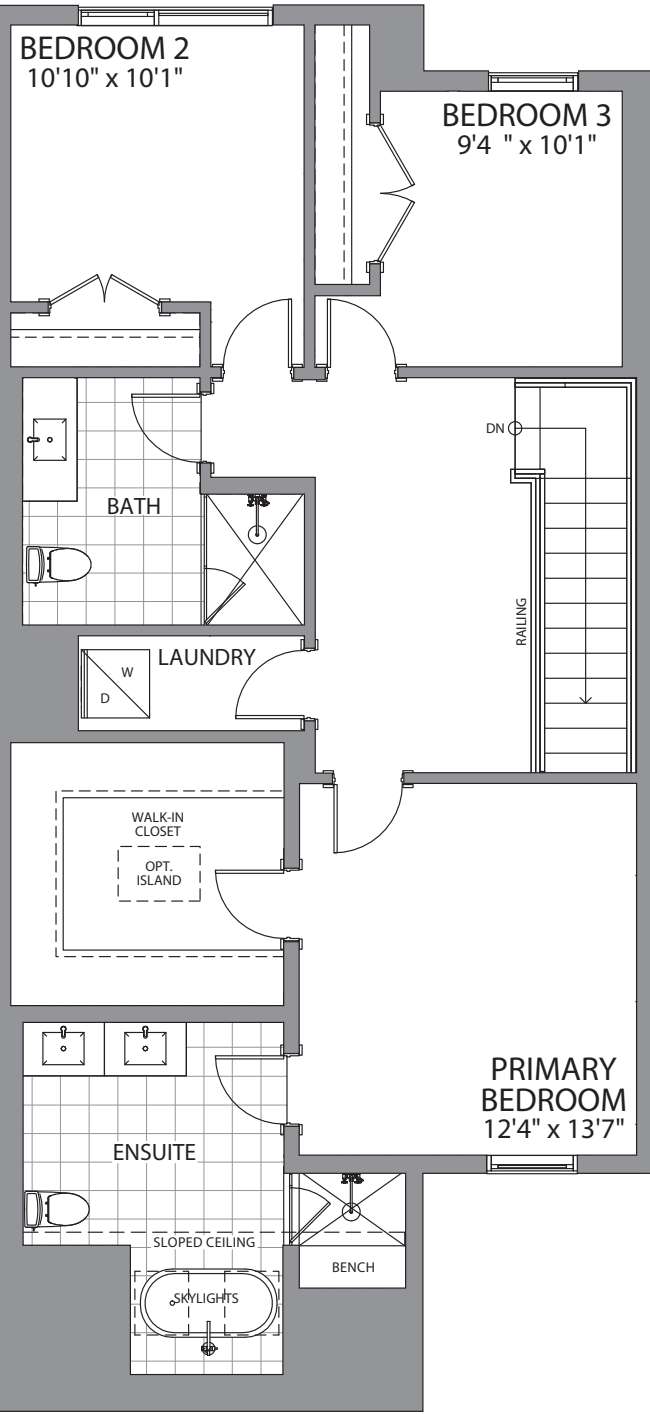 BEDROOM 2
10'10" x 10'1"
BEDROOM 3
9'4 " x 10'1"
DN
BATH
RAILING
LAUNDRY
W
D
WALK-IN
CLOSET
OPT.
ISLAND
PRIMARY
BEDROOM
12'4" x 13'7"
ENSUITE
SLOPED CEILING
BENCH
SKYLIGHTS